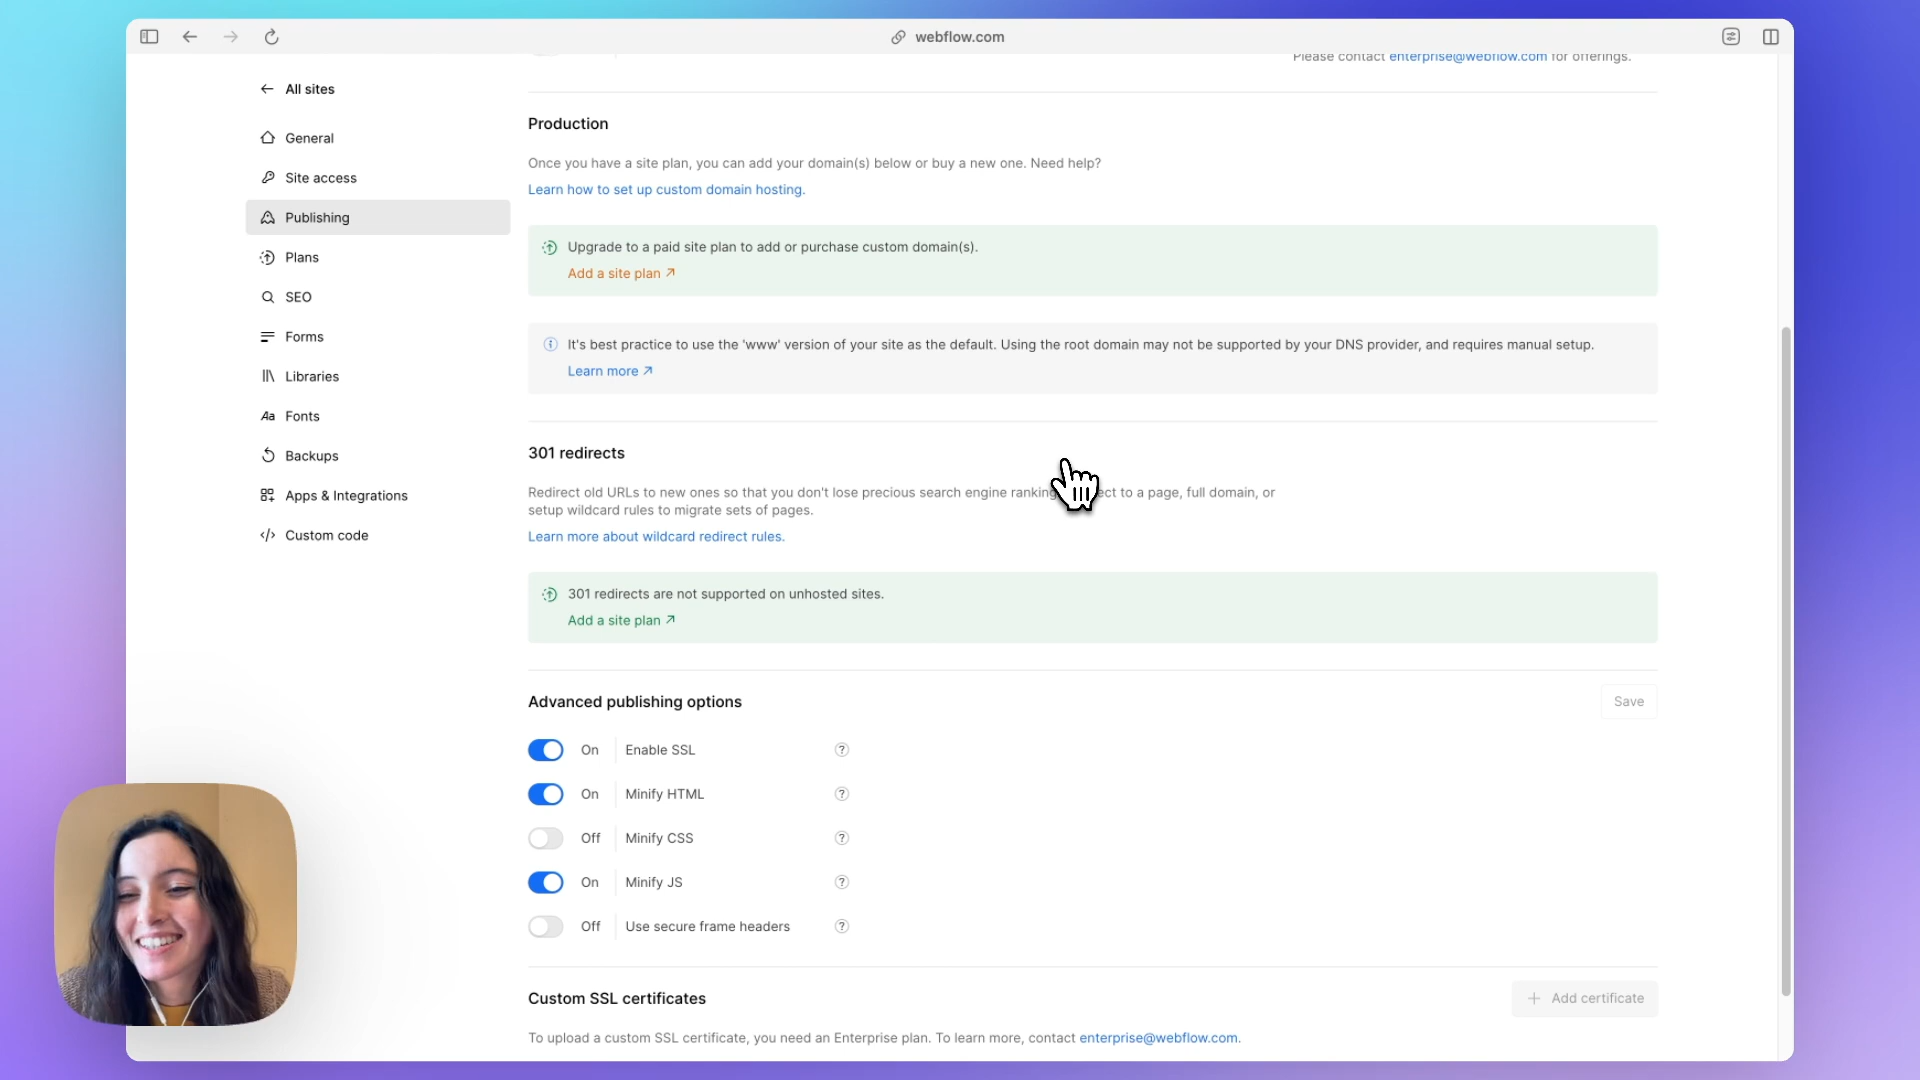 webflow.com
Please contact enterprise@webflow.com for offerings.
All sites
General
Site access
Publishing
Plans
SEO
Forms
Libraries
Aa Fonts
Backups
Apps & Integrations
</> Custom code
Production
Once you have a site plan, you can add your domain(s) below or buy a new one. Need help?
Learn how to set up custom domain hosting.
Upgrade to a paid site plan to add or purchase custom domain(s).
Add a site plan ↗
It's best practice to use the 'www' version of your site as the default. Using the root domain may not be supported by your DNS provider, and requires manual setup.
Learn more ↗
301 redirects
Redirect old URLs to new ones so that you don't lose precious search engine ranking ect to a page, full domain, or
setup wildcard rules to migrate sets of pages.
Learn more about wildcard redirect rules.
301 redirects are not supported on unhosted sites.
Add a site plan ↗
Advanced publishing options
Save
On Enable SSL ?
On Minify HTML ?
Off Minify CSS ?
On Minify JS ?
Off Use secure frame headers ?
Custom SSL certificates
+ Add certificate
To upload a custom SSL certificate, you need an Enterprise plan. To learn more, contact enterprise@webflow.com.